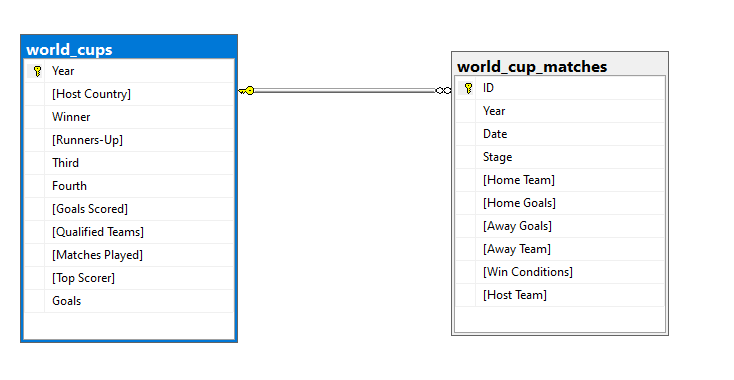 world_cups
Year
[Host Country]
Winner
[Runners-Up]
Third
Fourth
[Goals Scored]
[Qualified Teams]
[Matches Played]
[Top Scorer]
Goals
world_cup_matches
ID
Year
Date
Stage
[Home Team]
[Home Goals]
[Away Goals]
[Away Team]
[Win Conditions]
[Host Team]